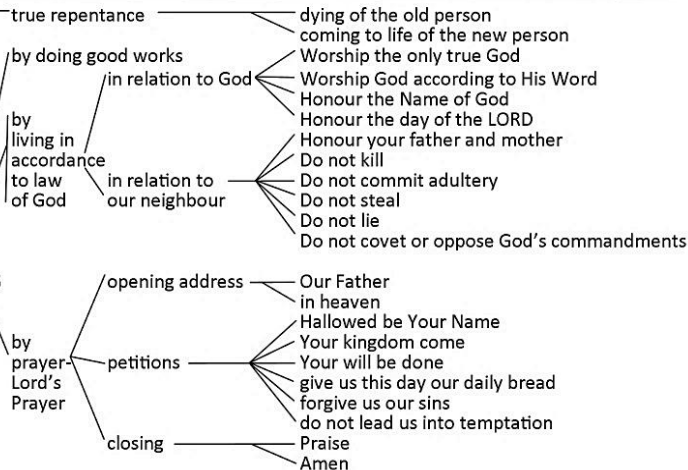 true repentance
dying of the old person
coming to life of the new person
by doing good works
Worship the only true God
in relation to God
Worship God according to His Word
Honour the Name of God
by
Honour the day of the LORD
living in
Honour your father and mother
accordance
Do not kill
to law
in relation to
Do not commit adultery
of God
our neighbour
Do not steal
Do not lie
Do not covet or oppose God's commandments
opening address
Our Father
in heaven
Hallowed be Your Name
by
Your kingdom come
prayer-
petitions
Your will be done
Lord's
give us this day our daily bread
Prayer
forgive us our sins
do not lead us into temptation
closing
Praise
Amen